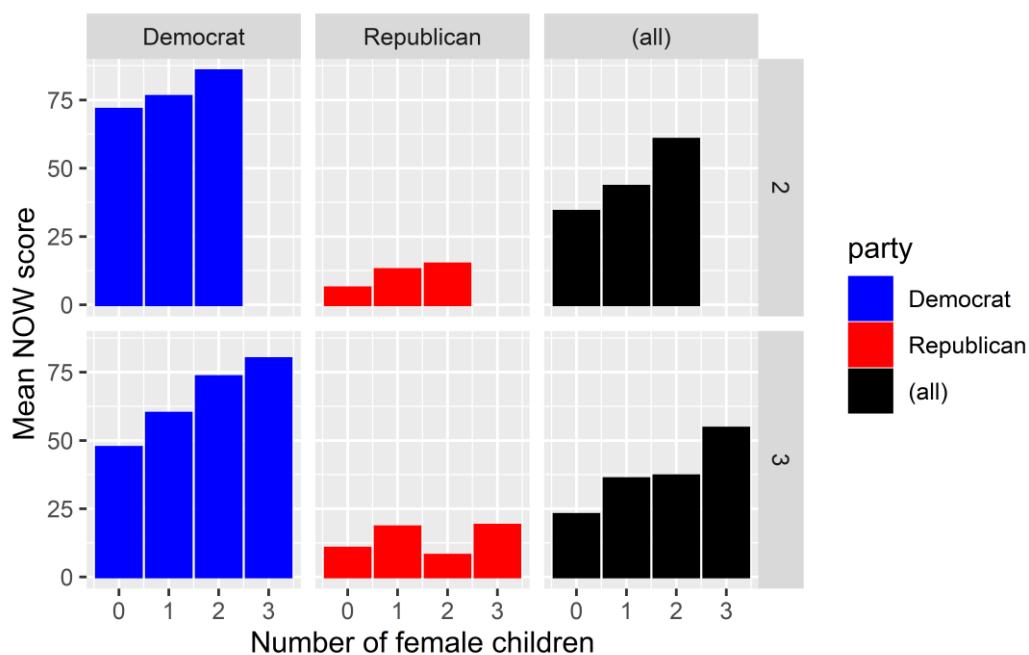 Democrat Republican (all)
75
50
25
0
2
75
50
25
0
3
Mean NOW score
0 1 2 3 0 1 2 3 0 1 2 3
Number of female children
party
Democrat
Republican
(all)